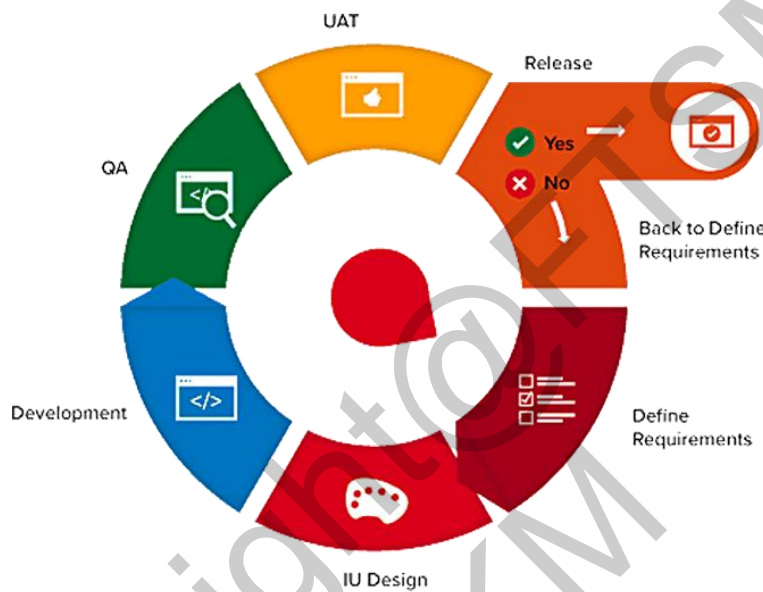 UAT
Release
Yes
No
QA
Back to Define
Requirements
Development
</>
</>
Define
Requirements
IU Design